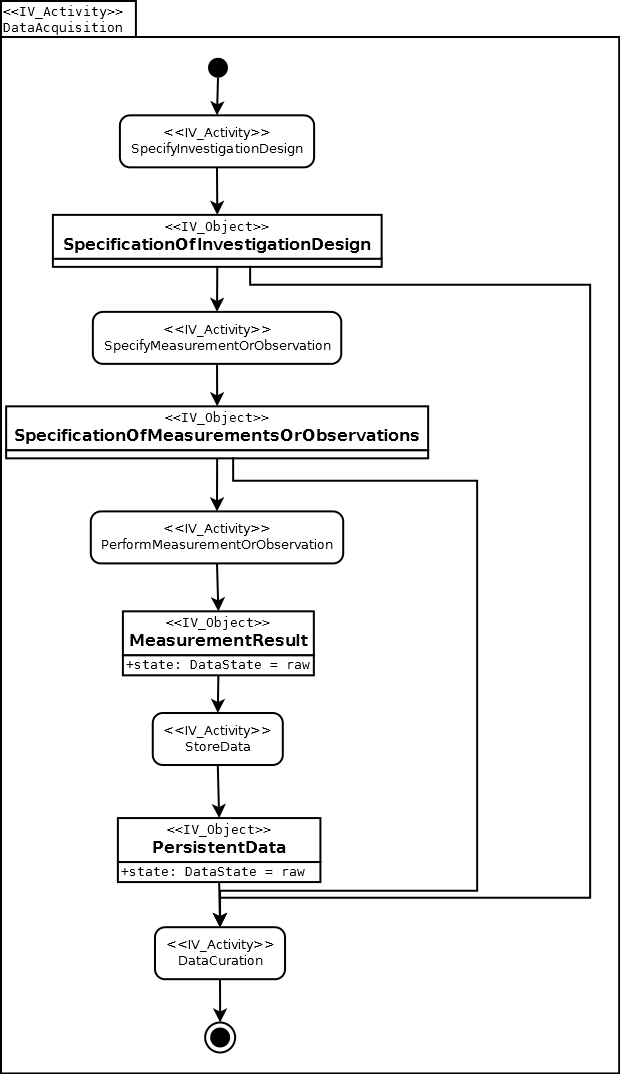 <<IV_Activity>>
DataAcquisition
<<IV_Activity>>
SpecifyInvestigationDesign
<<IV_Object>>
SpecificationOfInvestigationDesign
<<IV_Activity>>
SpecifyMeasurementOrObservation
<<IV_Object>>
SpecificationOfMeasurementsOrObservations
<<IV_Activity>>
PerformMeasurementOrObservation
<<IV_Object>>
MeasurementResult
+state: DataState = raw
<<IV_Activity>>
StoreData
<<IV_Object>>
PersistentData
+state: DataState = raw
<<IV_Activity>>
DataCuration